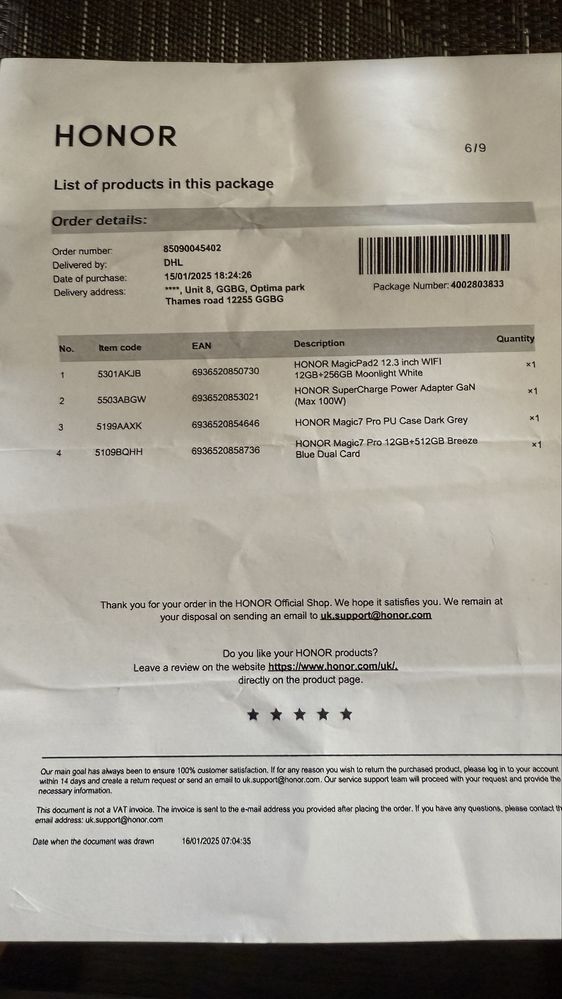 HONOR
6/9
List of products in this package
Order details:
Order number: 85090045402
Delivered by: DHL
Date of purchase: 15/01/2025 18:24:26
Delivery address: ****, Unit 8, GGBG, Optima park
Thames road 12255 GGBG
Package Number: 4002803833
No. Item code EAN Description Quantity
1 5301AKJB 6936520850730 HONOR MagicPad2 12.3 inch WIFI ×1
12GB+256GB Moonlight White
2 5503ABGW 6936520853021 HONOR SuperCharge Power Adapter GaN ×1
(Max 100W)
3 5199AAXK 6936520854646 HONOR Magic7 Pro PU Case Dark Grey ×1
4 5109BQHH 6936520858736 HONOR Magic7 Pro 12GB+512GB Breeze ×1
Blue Dual Card
Thank you for your order in the HONOR Official Shop. We hope it satisfies you. We remain at
your disposal on sending an email to uk.support@honor.com
Do you like your HONOR products?
Leave a review on the website https://www.honor.com/uk/,
directly on the product page.
Our main goal has always been to ensure 100% customer satisfaction. If for any reason you wish to return the purchased product, please log in to your account
within 14 days and create a return request or send an email to uk.support@honor.com. Our service support team will proceed with your request and provide the
necessary information.
This document is not a VAT invoice. The invoice is sent to the e-mail address you provided after placing the order. If you have any questions, please contact th
email address: uk.support@honor.com
Date when the document was drawn 16/01/2025 07:04:35